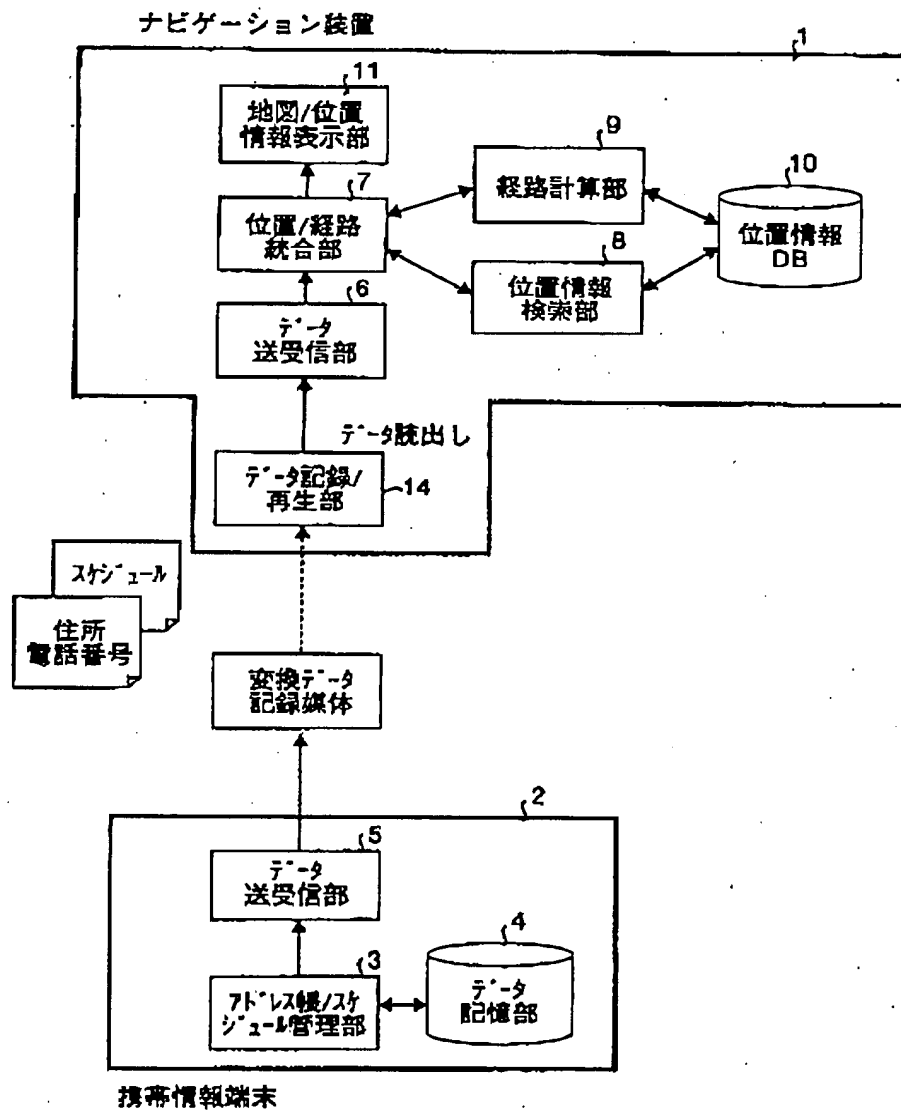 ナビゲーション装置
1
11
地図/位置
情報表示部
9
経路計算部
10
位置情報
DB
7
位置/経路
統合部
8
位置情報
検索部
6
データ
送受信部
データ読出し
データ記録/
再生部
14
スケジュール
住所
電話番号
変換データ
記録媒体
2
5
データ
送受信部
4
データ
記憶部
3
アドレス帳/スケ
ジュール管理部
携帯情報端末